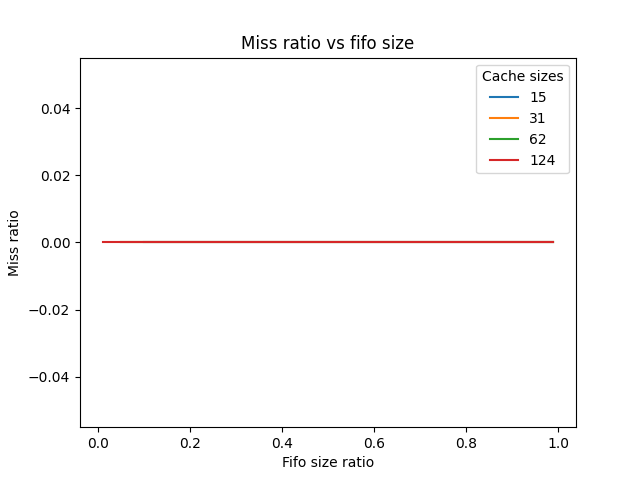 Miss ratio vs fifo size
Cache sizes
15
31
62
124
0.04
0.02
0.00
−0.02
−0.04
Miss ratio
0.0 0.2 0.4 0.6 0.8 1.0
Fifo size ratio